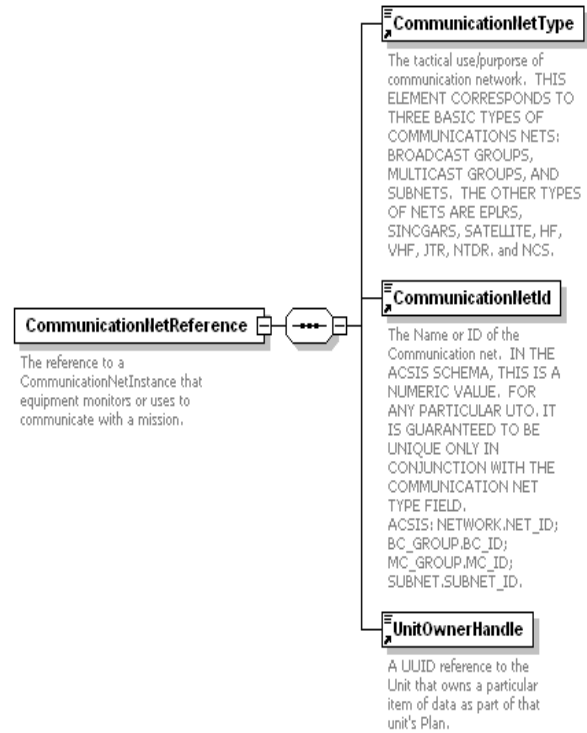 CommunicationNetType
The tactical use/purporse of
communication network. THIS
ELEMENT CORRESPONDS TO
THREE BASIC TYPES OF
COMMUNICATIONS NETS:
BROADCAST GROUPS,
MULTICAST GROUPS, AND
SUBNETS. THE OTHER TYPES
OF NETS ARE EPLRS,
SINCGARS, SATELLITE, HF,
VHF, JTR, NTDR. and NCS.
CommunicationNetReference
The reference to a
CommunicationNetInstance that
equipment monitors or uses to
communicate with a mission.
CommunicationNetId
The Name or ID of the
Communication net. IN THE
ACSIS SCHEMA, THIS IS A
NUMERIC VALUE. FOR
ANY PARTICULAR UTO. IT
IS GUARANTEED TO BE
UNIQUE ONLY IN
CONJUNCTION WITH THE
COMMUNICATION NET
TYPE FIELD.
ACSIS: NETWORK.NET_ID;
BC_GROUP.BC_ID;
MC_GROUP.MC_ID;
SUBNET.SUBNET_ID.
UnitOwnerHandle
A UUID reference to the
Unit that owns a particular
item of data as part of that
unit's Plan.